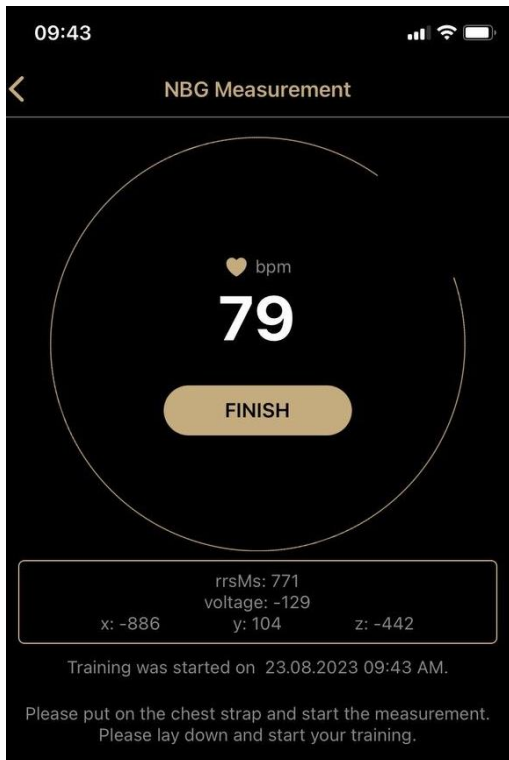 09:43
NBG Measurement
bpm
79
FINISH
rrsMs: 771
voltage: -129
x: -886 y: 104 z: -442
Training was started on 23.08.2023 09:43 AM.
Please put on the chest strap and start the measurement.
Please lay down and start your training.